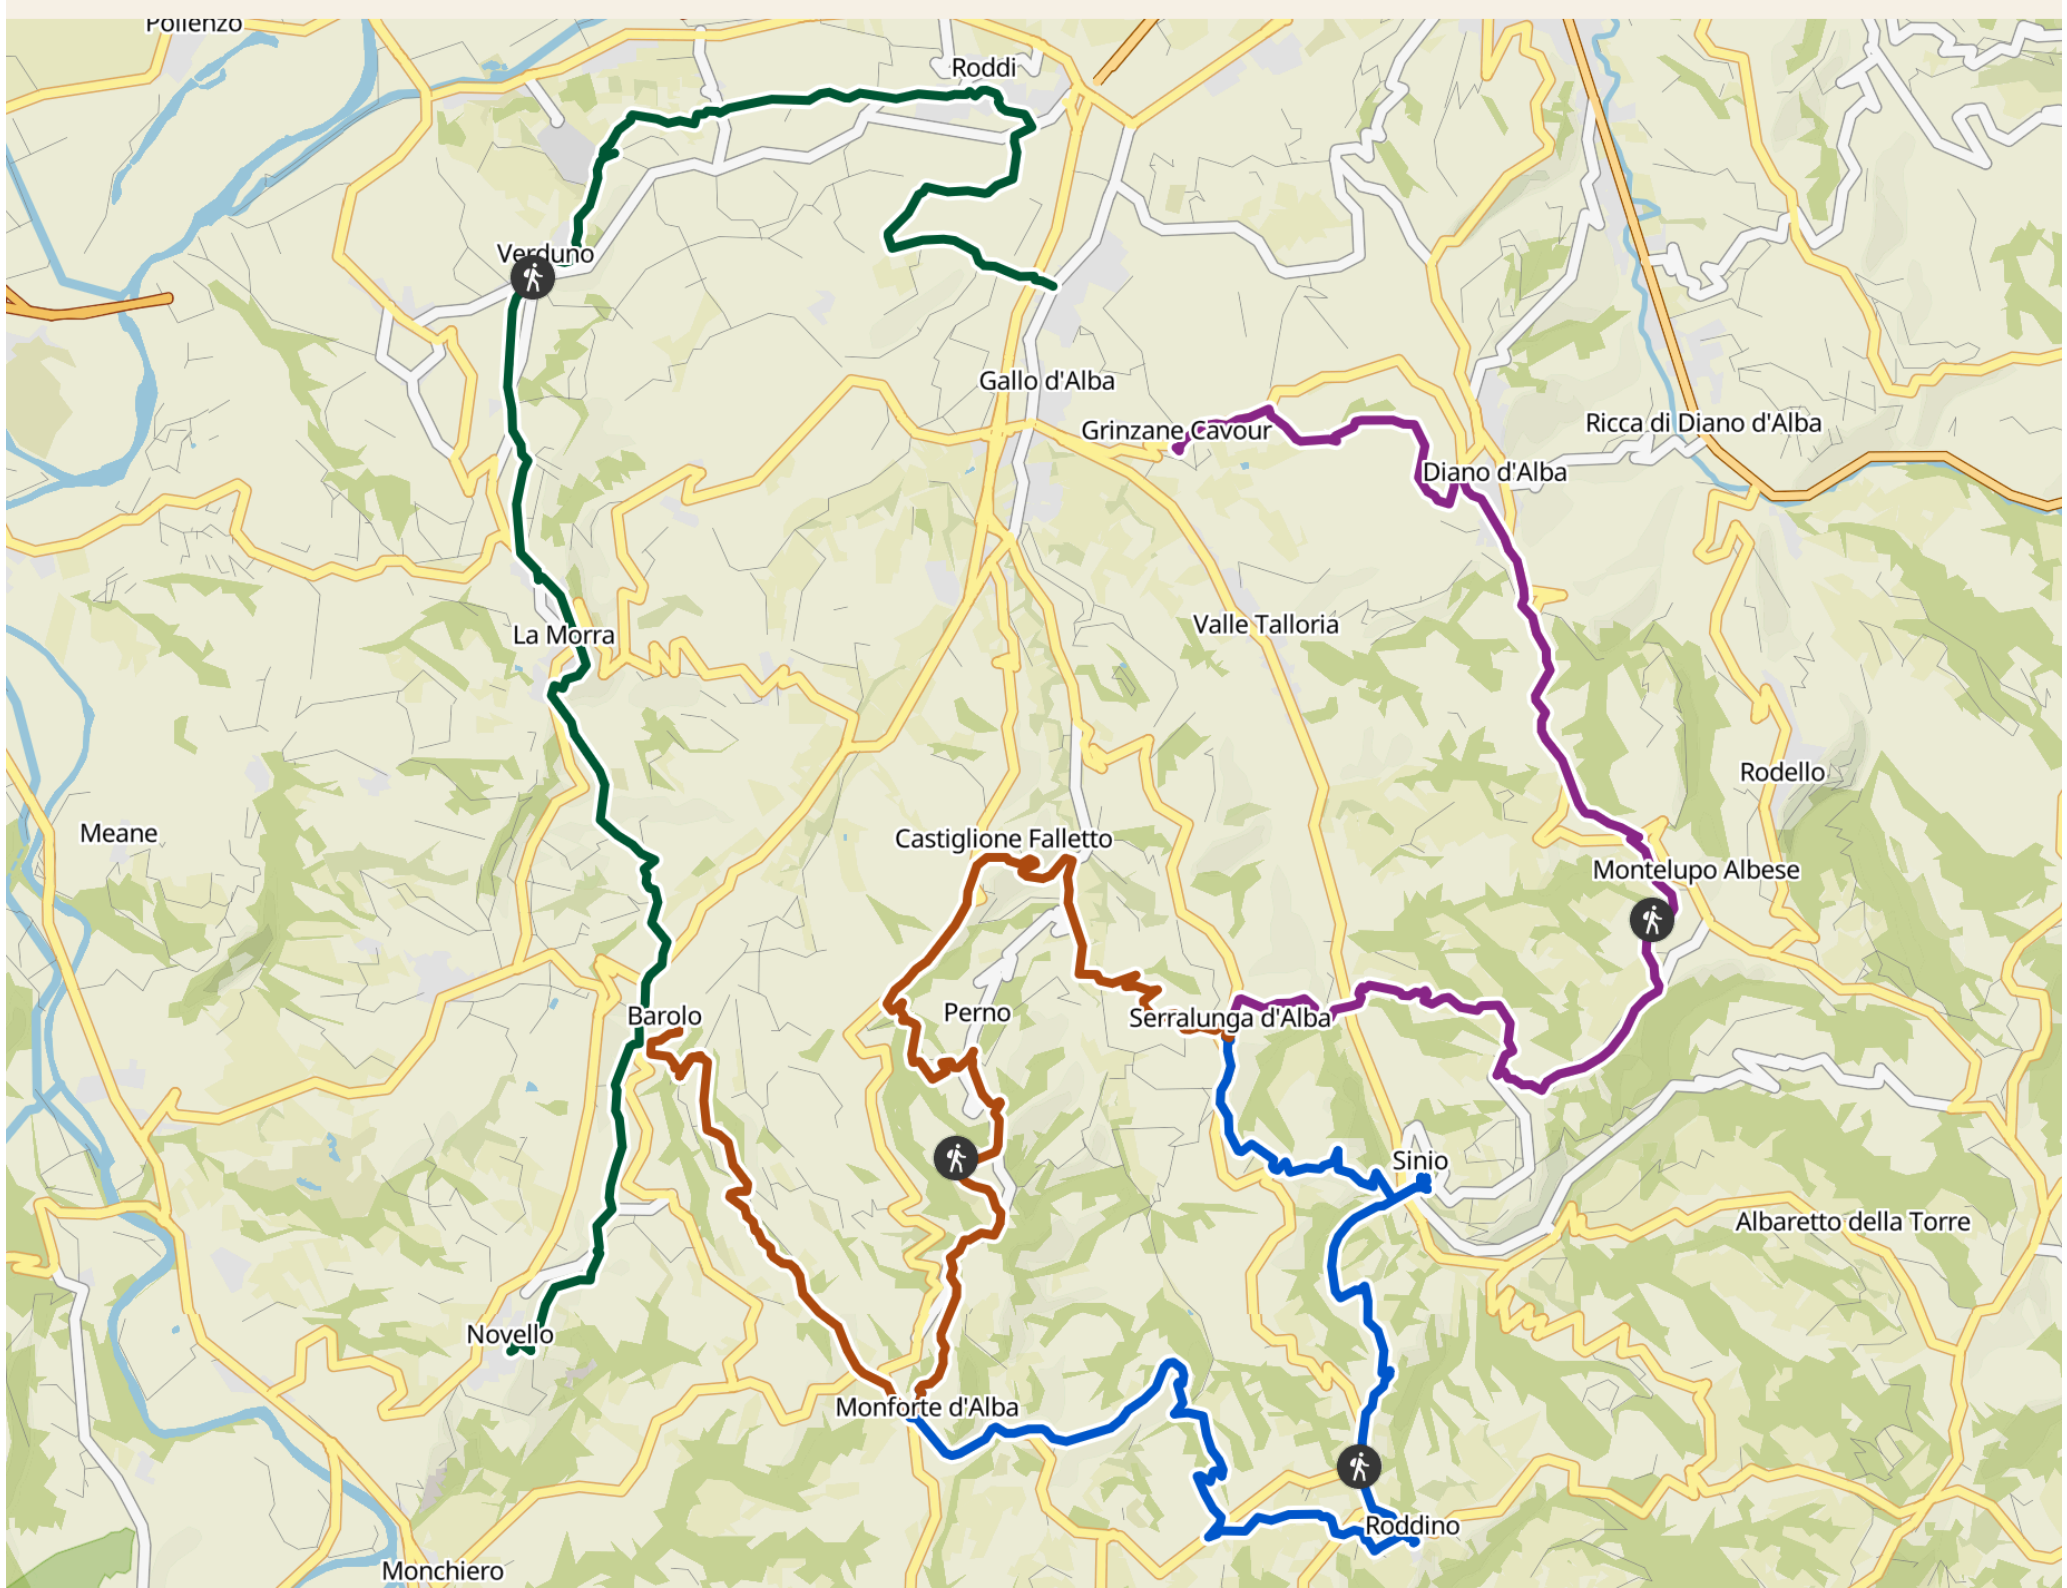 Pollenzo
Roddi
Verduno
Gallo d'Alba
Grinzane Cavour
Ricca di Diano d'Alba
Diano d'Alba
Valle Talloria
La Morra
Rodello
Meane
Castiglione Falletto
Montelupo Albese
Perno
Barolo
Serralunga d'Alba
Sinio
Albaretto della Torre
Novello
Monforte d'Alba
Roddino
Monchiero